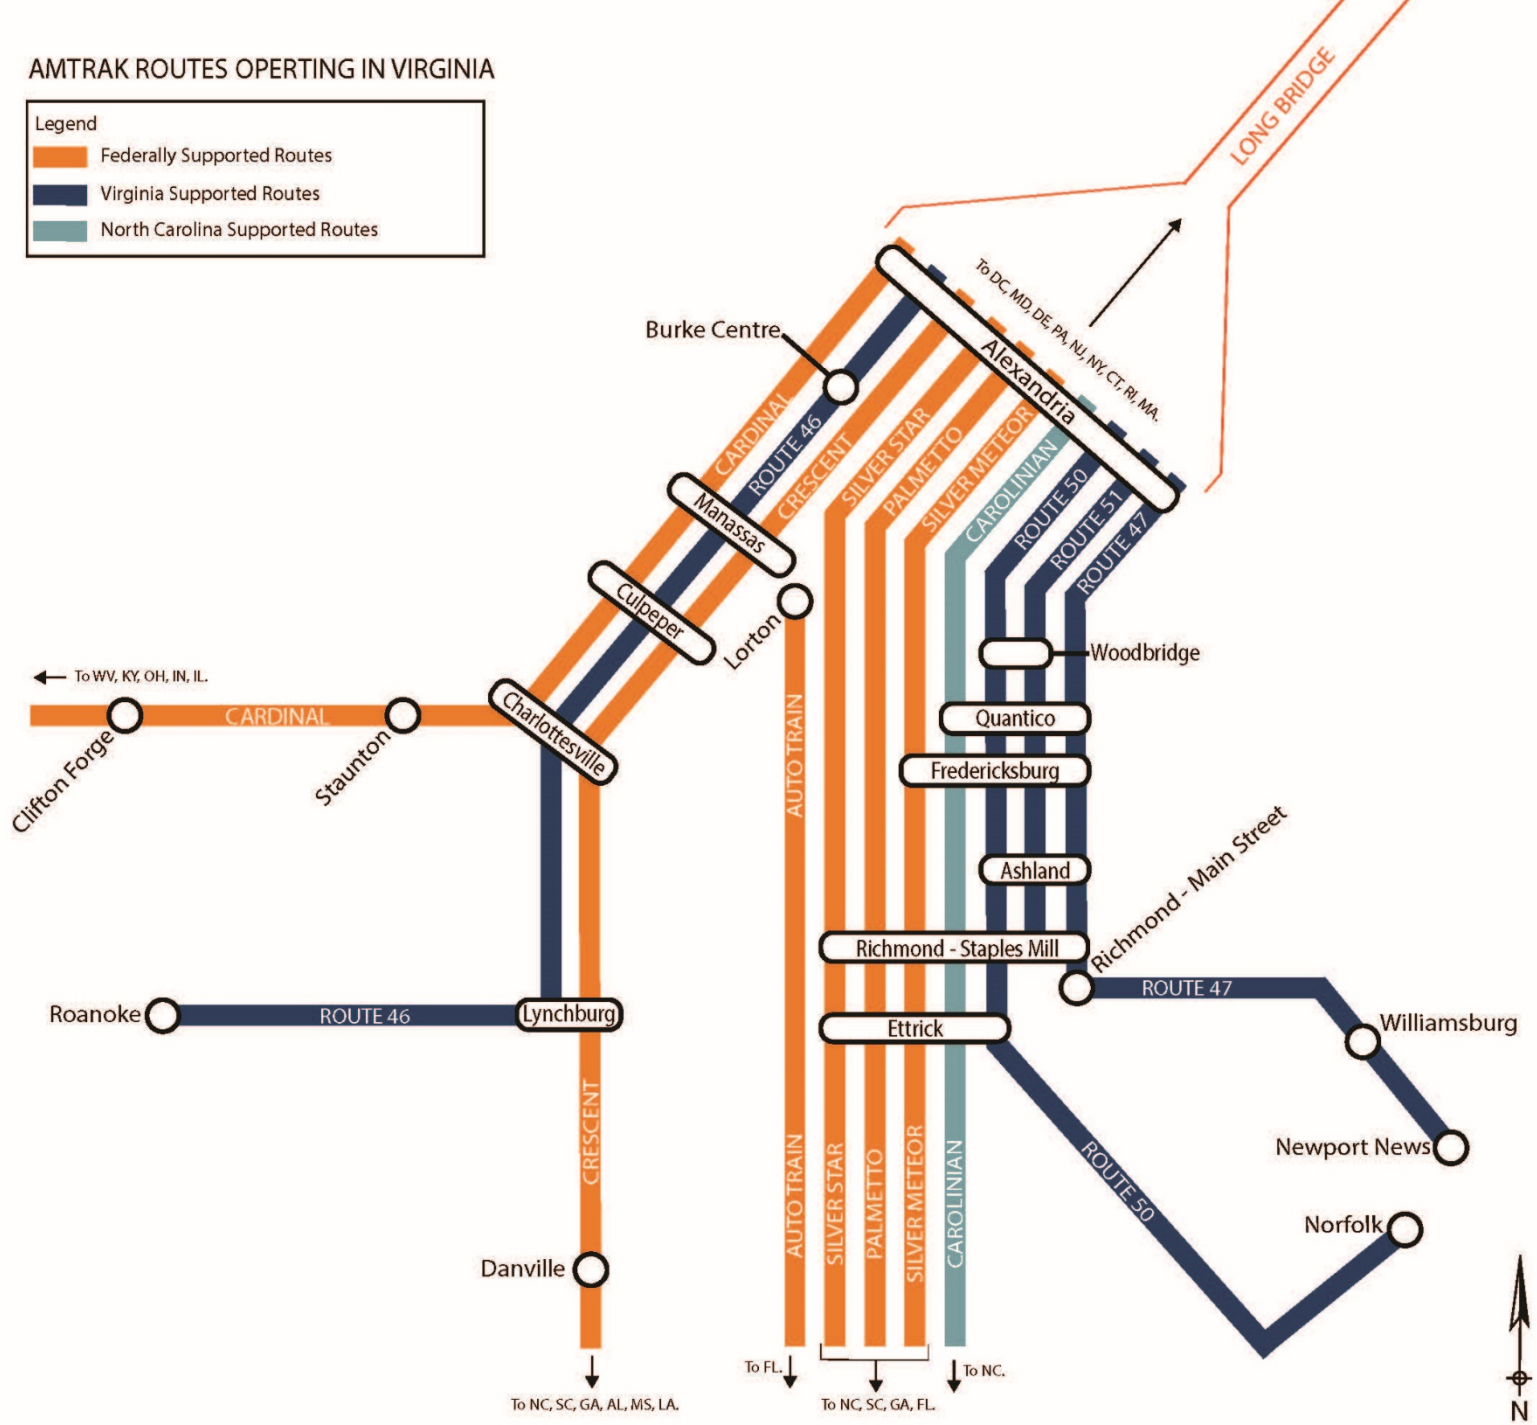 AMTRAK ROUTES OPERTING IN VIRGINIA
Legend
Federally Supported Routes
Virginia Supported Routes
North Carolina Supported Routes
LONG BRIDGE
To DC, MD, DE, PA, NJ, NY, CT, RI, MA.
Alexandria
Burke Centre
CARDINAL
ROUTE 46
CRESCENT
SILVER STAR
PALMETTO
SILVER METEOR
CAROLINIAN
ROUTE 50
ROUTE 51
ROUTE 47
Manassas
Culpeper
Lorton
Woodbridge
To WV, KY, OH, IN, IL.
CARDINAL
Clifton Forge
Staunton
Charlottesville
AUTO TRAIN
Quantico
Fredericksburg
Ashland
Richmond - Staples Mill
Richmond - Main Street
ROUTE 47
Williamsburg
Newport News
Roanoke
ROUTE 46
Lynchburg
Ettrick
CRESCENT
AUTO TRAIN
SILVER STAR
PALMETTO
SILVER METEOR
CAROLINIAN
ROUTE 50
Norfolk
Danville
To FL.
To NC.
To NC, SC, GA, AL, MS, LA.
To NC, SC, GA, FL.
N